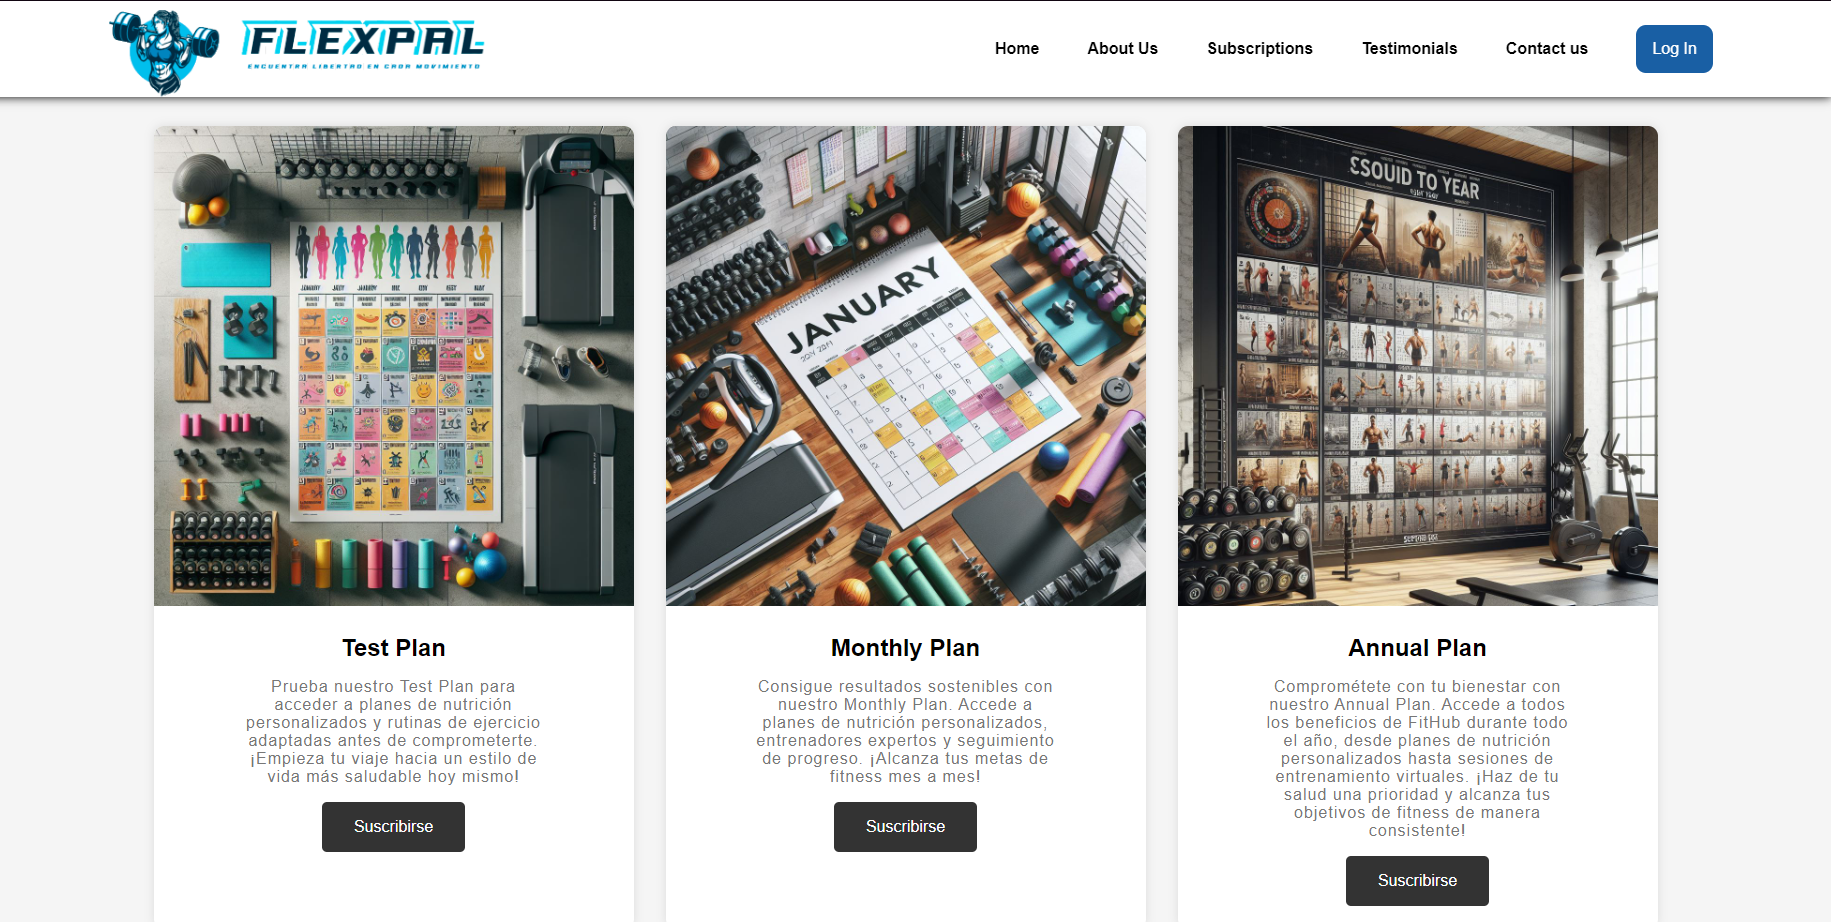 FLEXPAL
ENCUENTRA LIBERTAD EN CADA MOVIMIENTO
Home
About Us
Subscriptions
Testimonials
Contact us
Log In
JANUARY
SSOUID TO YEAR
Test Plan
Prueba nuestro Test Plan para
acceder a planes de nutrición
personalizados y rutinas de ejercicio
adaptadas antes de comprometerte.
¡Empieza tu viaje hacia un estilo de
vida más saludable hoy mismo!
Suscribirse
Monthly Plan
Consigue resultados sostenibles con
nuestro Monthly Plan. Accede a
planes de nutrición personalizados,
entrenadores expertos y seguimiento
de progreso. ¡Alcanza tus metas de
fitness mes a mes!
Suscribirse
Annual Plan
Comprométete con tu bienestar con
nuestro Annual Plan. Accede a todos
los beneficios de FitHub durante todo
el año, desde planes de nutrición
personalizados hasta sesiones de
entrenamiento virtuales. ¡Haz de tu
salud una prioridad y alcanza tus
objetivos de fitness de manera
consistente!
Suscribirse